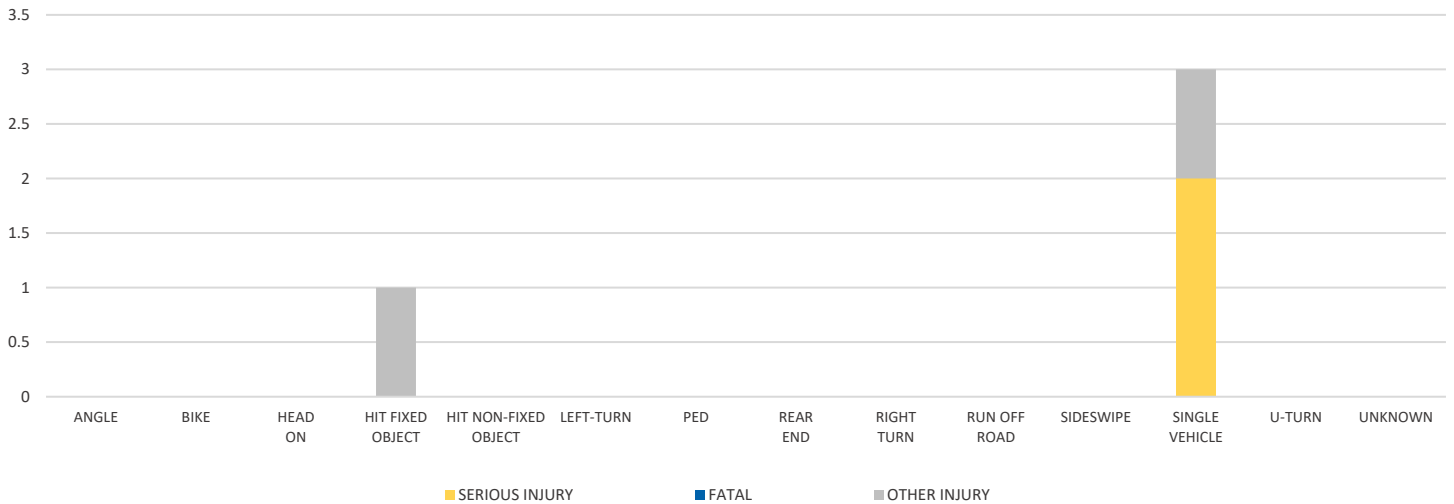 3.5
3
2.5
2
1.5
1
0.5
0
ANGLE
BIKE
HEAD
ON
HIT FIXED
OBJECT
HIT NON-FIXED
OBJECT
LEFT-TURN
PED
REAR
END
RIGHT
TURN
RUN OFF
ROAD
SIDESWIPE
SINGLE
VEHICLE
U-TURN
UNKNOWN
SERIOUS INJURY
FATAL
OTHER INJURY